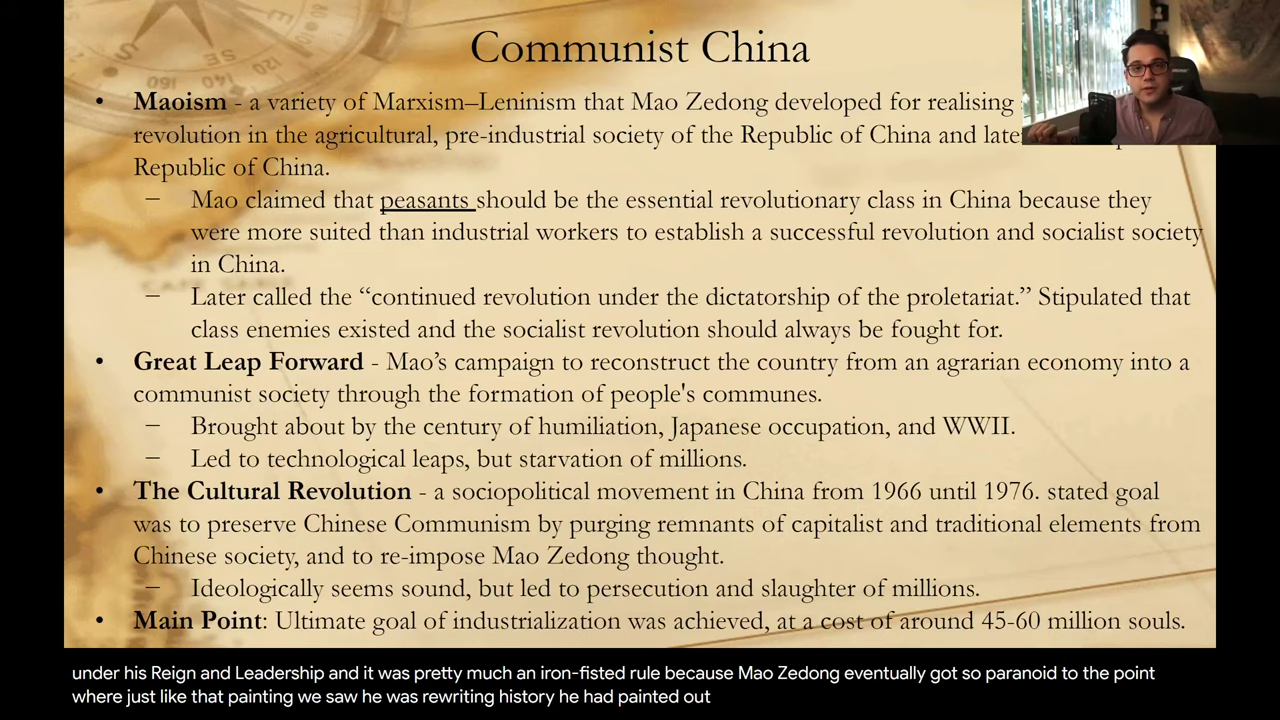 Communist China
• Maoism - a variety of Marxism–Leninism that Mao Zedong developed for realising
revolution in the agricultural, pre-industrial society of the Republic of China and
Republic of China.
– Mao claimed that peasants should be the essential revolutionary class in China because they
were more suited than industrial workers to establish a successful revolution and socialist society
in China.
– Later called the “continued revolution under the dictatorship of the proletariat.” Stipulated that
class enemies existed and the socialist revolution should always be fought for.
• Great Leap Forward - Mao’s campaign to reconstruct the country from an agrarian economy into a
communist society through the formation of people's communes.
– Brought about by the century of humiliation, Japanese occupation, and WWII.
– Led to technological leaps, but starvation of millions.
• The Cultural Revolution - a sociopolitical movement in China from 1966 until 1976. stated goal
was to preserve Chinese Communism by purging remnants of capitalist and traditional elements from
Chinese society, and to re-impose Mao Zedong thought.
– Ideologically seems sound, but led to persecution and slaughter of millions.
• Main Point: Ultimate goal of industrialization was achieved, at a cost of around 45-60 million souls.
under his Reign and Leadership and it was pretty much an iron-fisted rule because Mao Zedong eventually got so paranoid to the point
where just like that painting we saw he was rewriting history he had painted out